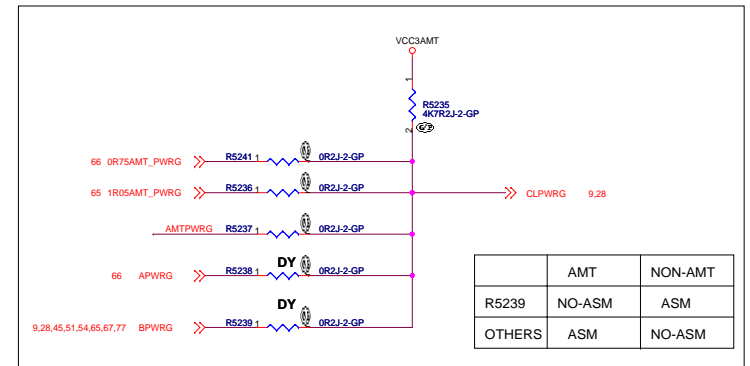 VCC3AMT
1
R5235
4K7R2J-2-GP
2
66 0R75AMT_PWRG R5241 1 0R2J-2-GP
65 1R05AMT_PWRG R5236 1 0R2J-2-GP
CLPWRG 9,28
AMTPWRG R5237 1 0R2J-2-GP
DY
66 APWRG R5238 1 0R2J-2-GP
DY
9,28,45,51,54,65,67,77 BPWRG R5239 1 0R2J-2-GP
AMT NON-AMT
R5239 NO-ASM ASM
OTHERS ASM NO-ASM